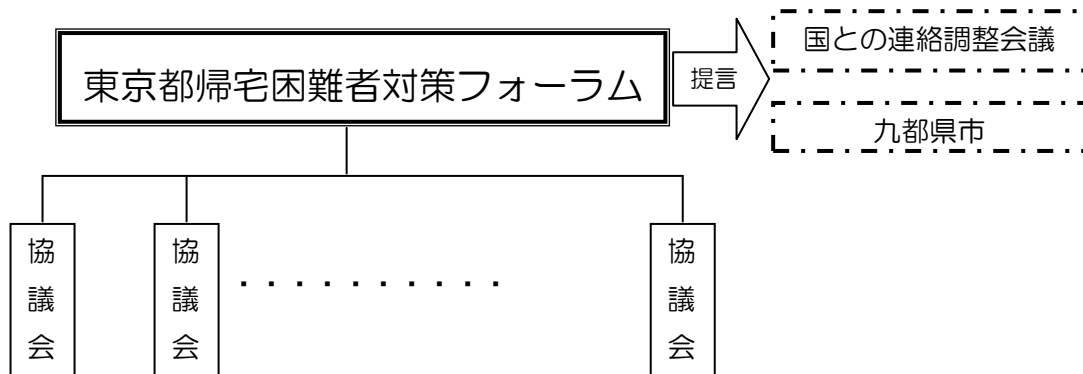 国との連絡調整会議
東京都帰宅困難者対策フォーラム
提言
九都県市
協議会
協議会
・・・・・・・・・・
協議会